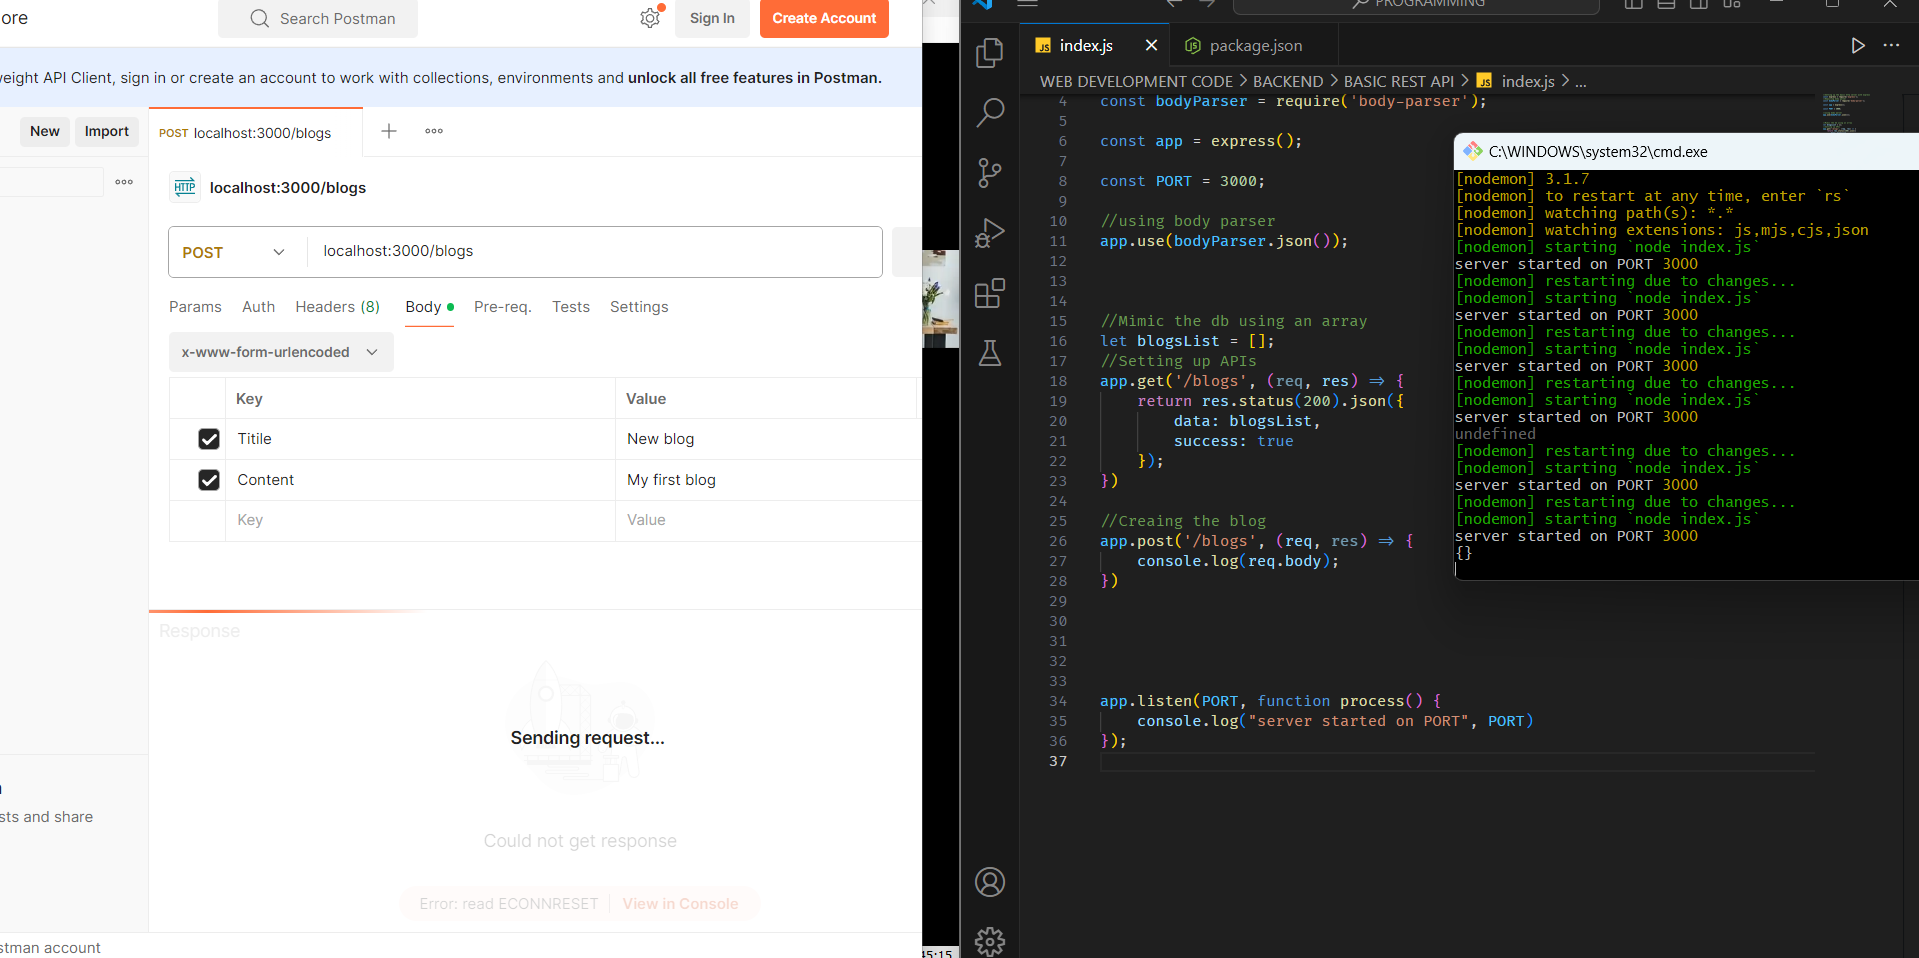 ore
Search Postman
Sign In
Create Account
weight API Client, sign in or create an account to work with collections, environments and unlock all free features in Postman.
New
Import
POST localhost:3000/blogs
HTTP
localhost:3000/blogs
POST
localhost:3000/blogs
Params
Auth
Headers (8)
Body
Pre-req.
Tests
Settings
x-www-form-urlencoded
Key
Value
Titile
New blog
Content
My first blog
Key
Value
Response
Sending request...
Could not get response
Error: read ECONNRESET
View in Console
sts and share
stman account
45:15
PROGRAMMING
JS index.js
package.json
WEB DEVELOPMENT CODE > BACKEND > BASIC REST API > JS index.js > ...
4 const bodyParser = require('body-parser');
5
6 const app = express();
7
8 const PORT = 3000;
9
10 //using body parser
11 app.use(bodyParser.json());
12
13
14
15 //Mimic the db using an array
16 let blogsList = [];
17 //Setting up APIs
18 app.get('/blogs', (req, res) => {
19 return res.status(200).json({
20 data: blogsList,
21 success: true
22 });
23 })
24
25 //Creaing the blog
26 app.post('/blogs', (req, res) => {
27 console.log(req.body);
28 })
29
30
31
32
33
34 app.listen(PORT, function process() {
35 console.log("server started on PORT", PORT)
36 });
37
C:\WINDOWS\system32\cmd.exe
[nodemon] 3.1.7
[nodemon] to restart at any time, enter `rs`
[nodemon] watching path(s): *.*
[nodemon] watching extensions: js,mjs,cjs,json
[nodemon] starting `node index.js`
server started on PORT 3000
[nodemon] restarting due to changes...
[nodemon] starting `node index.js`
server started on PORT 3000
[nodemon] restarting due to changes...
[nodemon] starting `node index.js`
server started on PORT 3000
[nodemon] restarting due to changes...
[nodemon] starting `node index.js`
server started on PORT 3000
undefined
[nodemon] restarting due to changes...
[nodemon] starting `node index.js`
server started on PORT 3000
[nodemon] restarting due to changes...
[nodemon] starting `node index.js`
server started on PORT 3000
{}